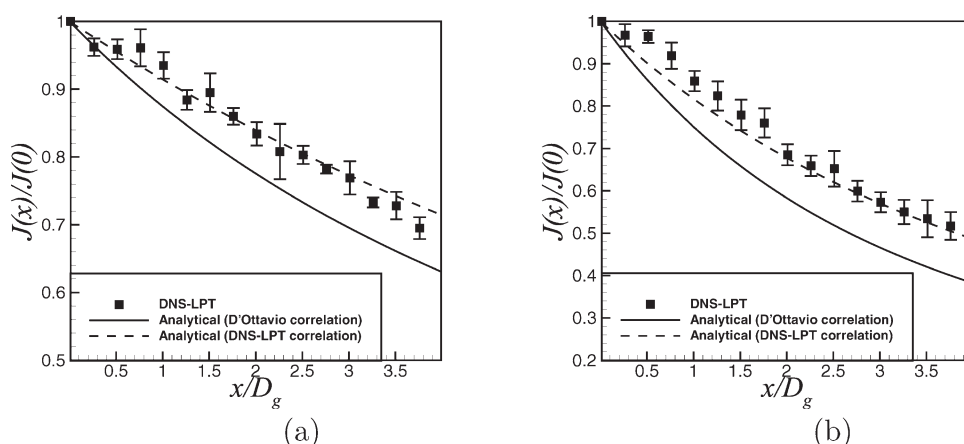 1
0.9
0.8
0.7
0.6
0.5
J(x)/J(0)
DNS-LPT
Analytical (D'Ottavio correlation)
Analytical (DNS-LPT correlation)
0.5 1 1.5 2 2.5 3 3.5
x/D_g
(a)
1
0.9
0.8
0.7
0.6
0.5
0.4
0.3
0.2
J(x)/J(0)
DNS-LPT
Analytical (D'Ottavio correlation)
Analytical (DNS-LPT correlation)
0.5 1 1.5 2 2.5 3 3.5
x/D_g
(b)